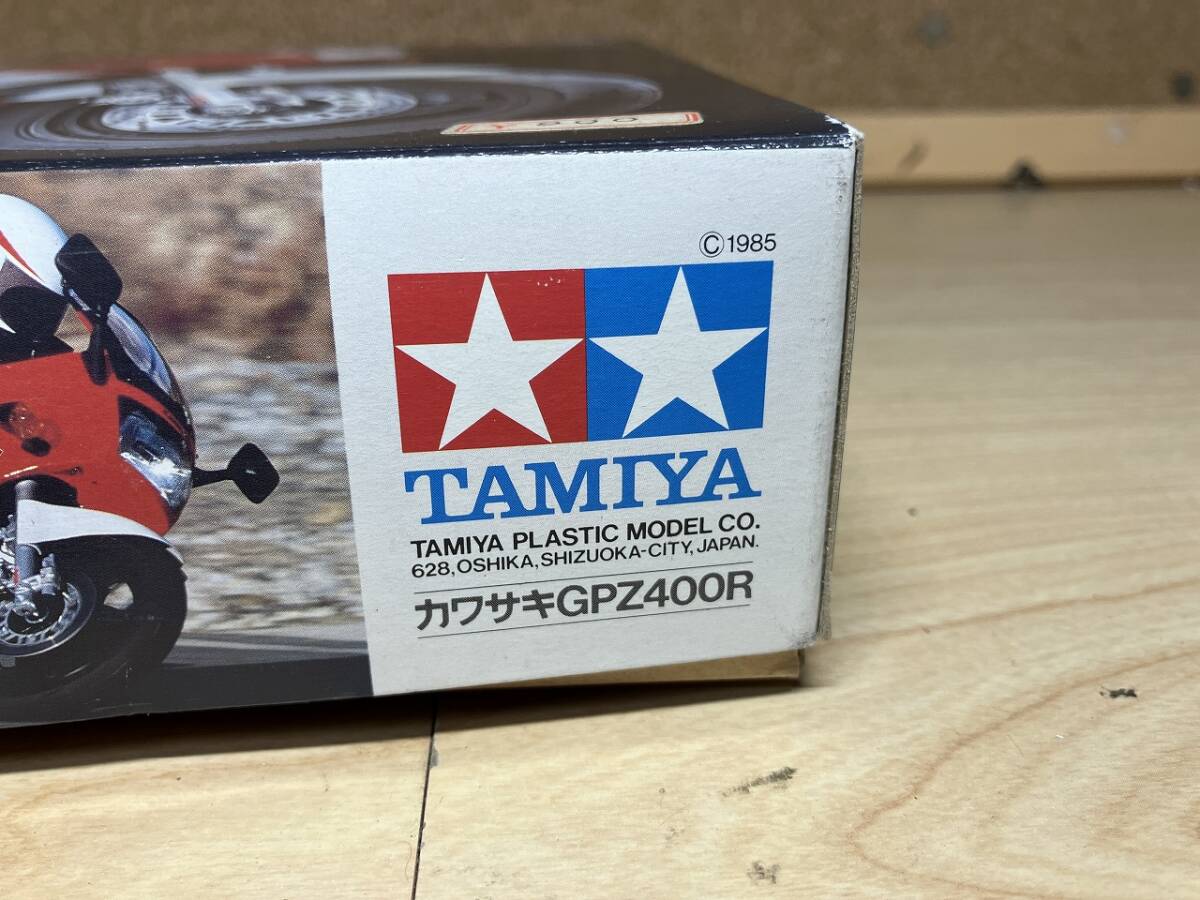 ¥880
©1985
TAMIYA
TAMIYA PLASTIC MODEL CO.
628,OSHIKA,SHIZUOKA-CITY,JAPAN.
カワサキGPZ400R